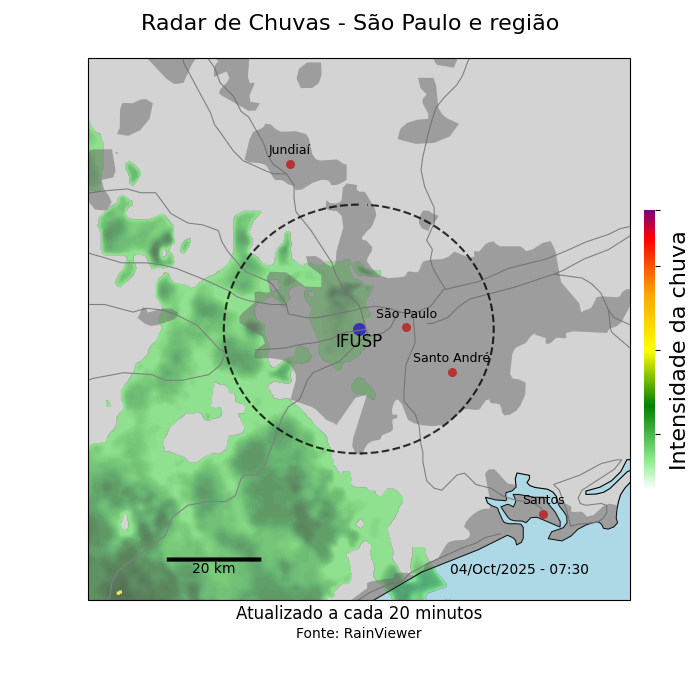 Radar de Chuvas - São Paulo e região
Jundiaí
São Paulo
IFUSP
Santo André
Santos
20 km
04/Oct/2025 - 07:30
Intensidade da chuva
Atualizado a cada 20 minutos
Fonte: RainViewer